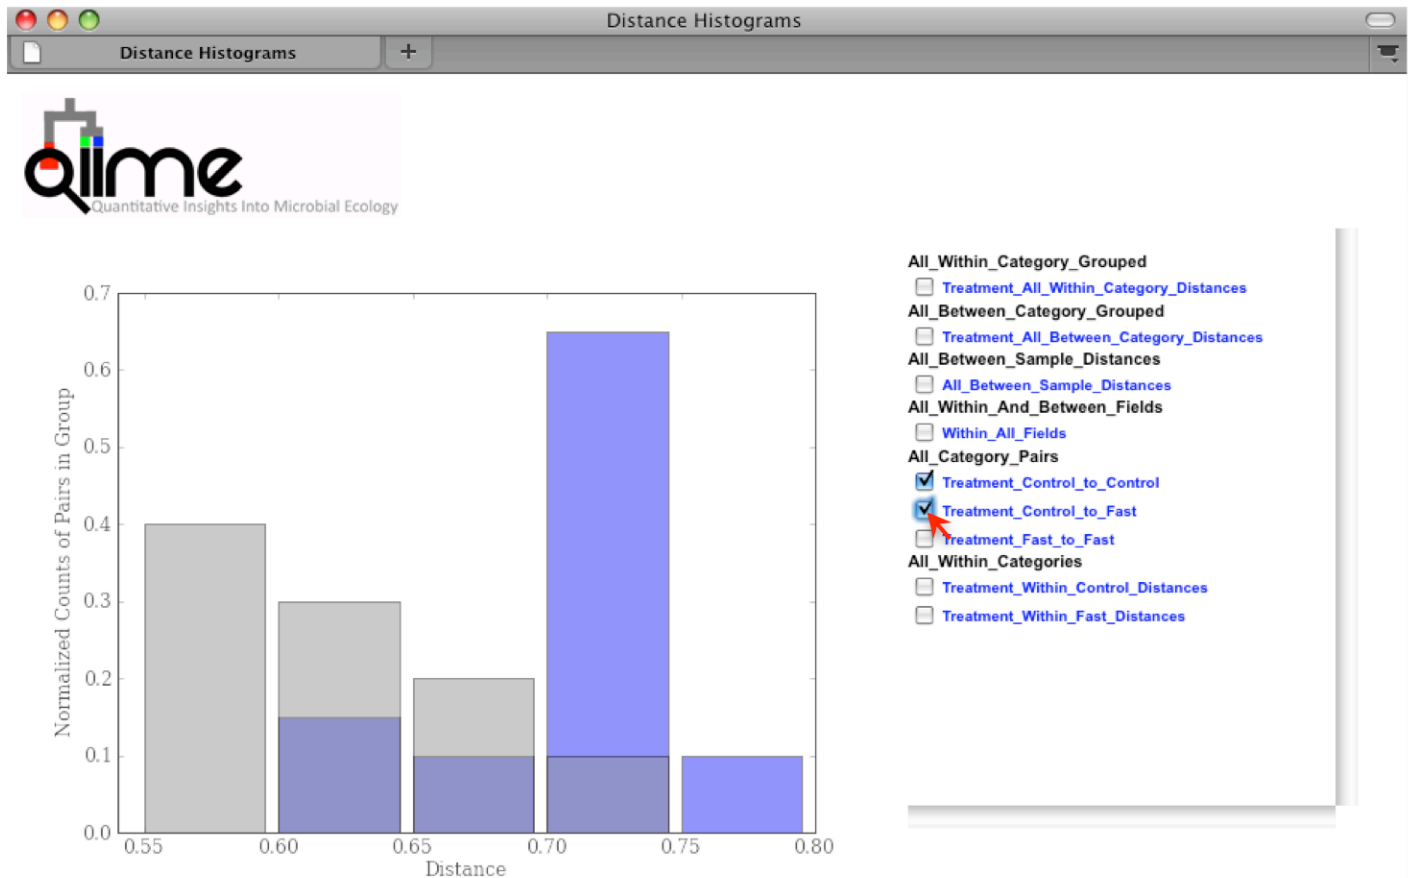 Distance Histograms
Distance Histograms
+
QIIME
Quantitative Insights Into Microbial Ecology
All_Within_Category_Grouped
Treatment_All_Within_Category_Distances
All_Between_Category_Grouped
Treatment_All_Between_Category_Distances
All_Between_Sample_Distances
All_Between_Sample_Distances
All_Within_And_Between_Fields
Within_All_Fields
All_Category_Pairs
Treatment_Control_to_Control
Treatment_Control_to_Fast
Treatment_Fast_to_Fast
All_Within_Categories
Treatment_Within_Control_Distances
Treatment_Within_Fast_Distances
Normalized Counts of Pairs in Group
0.7
0.6
0.5
0.4
0.3
0.2
0.1
0.0
0.55 0.60 0.65 0.70 0.75 0.80
Distance